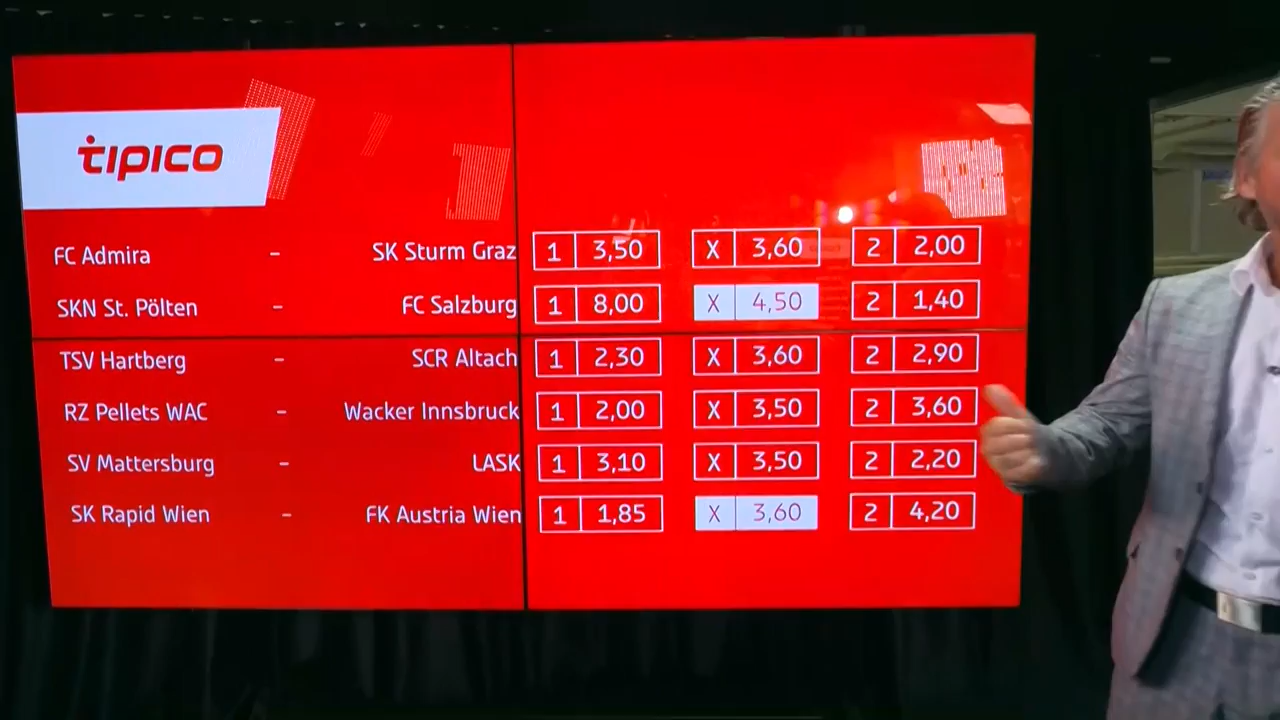 tipico
FC Admira - SK Sturm Graz 1 3,50 X 3,60 2 2,00
SKN St. Pölten - FC Salzburg 1 8,00 X 4,50 2 1,40
TSV Hartberg - SCR Altach 1 2,30 X 3,60 2 2,90
RZ Pellets WAC - Wacker Innsbruck 1 2,00 X 3,50 2 3,60
SV Mattersburg - LASK 1 3,10 X 3,50 2 2,20
SK Rapid Wien - FK Austria Wien 1 1,85 X 3,60 2 4,20